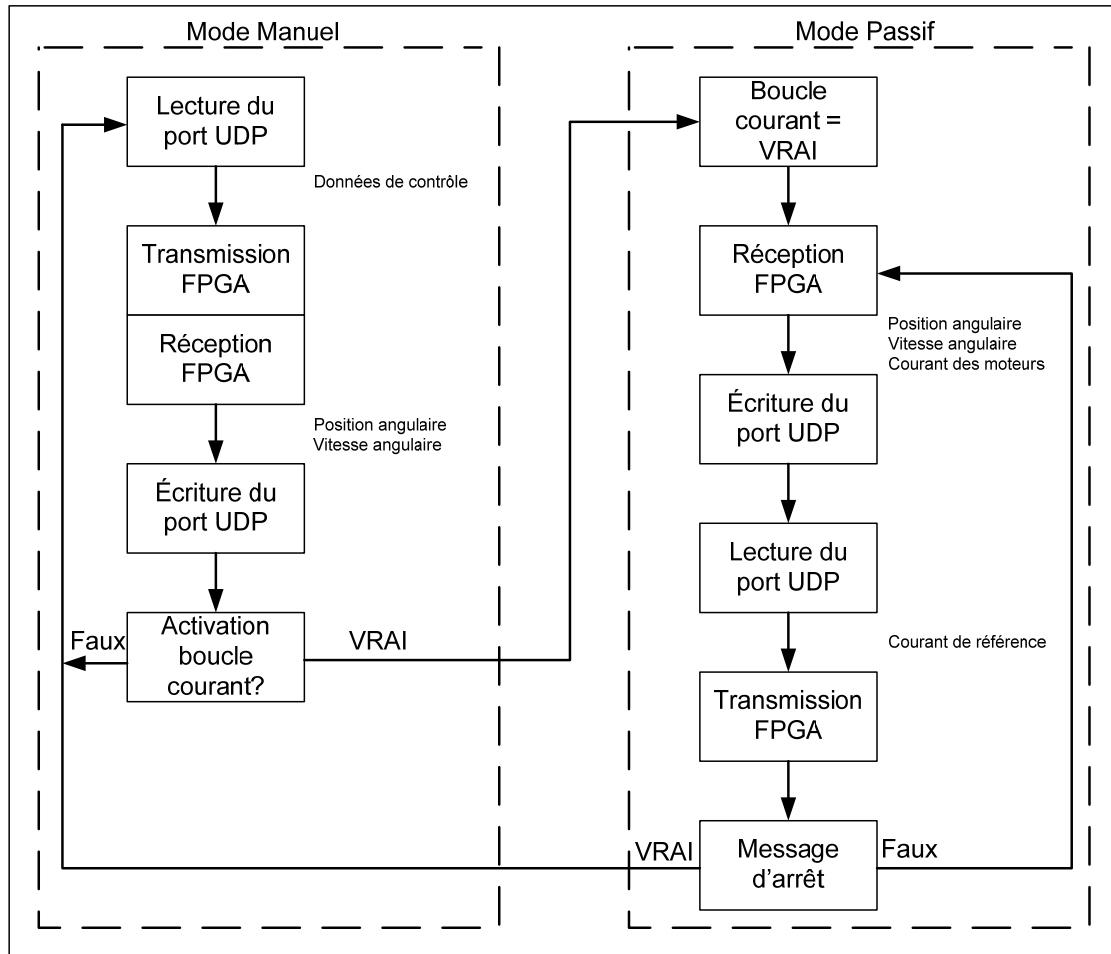 Mode Manuel
Lecture du
port UDP
Données de contrôle
Transmission
FPGA
Réception
FPGA
Position angulaire
Vitesse angulaire
Écriture du
port UDP
Activation
boucle
courant?
Faux
VRAI
Mode Passif
Boucle
courant =
VRAI
Réception
FPGA
Position angulaire
Vitesse angulaire
Courant des moteurs
Écriture du
port UDP
Lecture du
port UDP
Courant de référence
Transmission
FPGA
Message
d'arrêt
VRAI
Faux